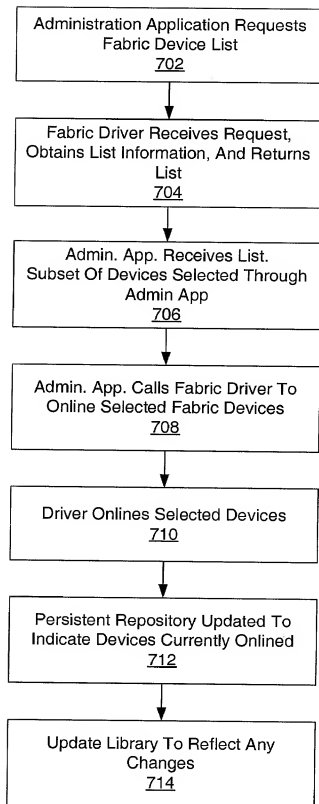 Administration Application Requests
Fabric Device List
702
Fabric Driver Receives Request,
Obtains List Information, And Returns
List
704
Admin. App. Receives List.
Subset Of Devices Selected Through
Admin App
706
Admin. App. Calls Fabric Driver To
Online Selected Fabric Devices
708
Driver Onlines Selected Devices
710
Persistent Repository Updated To
Indicate Devices Currently Onlined
712
Update Library To Reflect Any
Changes
714